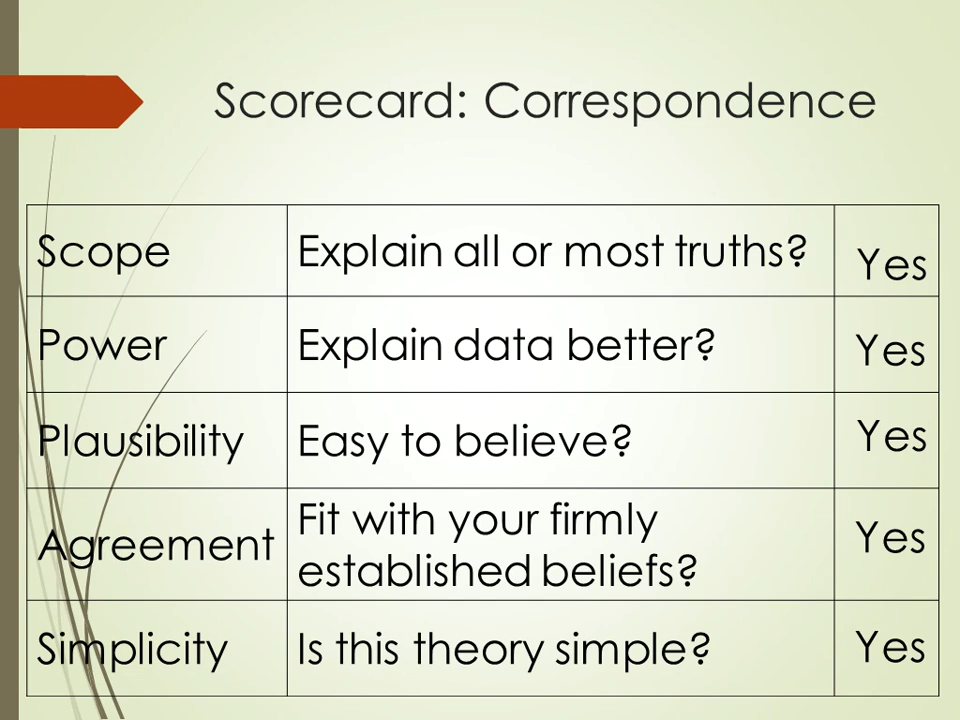 Scorecard: Correspondence
Scope Explain all or most truths? Yes
Power Explain data better? Yes
Plausibility Easy to believe? Yes
Agreement Fit with your firmly established beliefs? Yes
Simplicity Is this theory simple? Yes